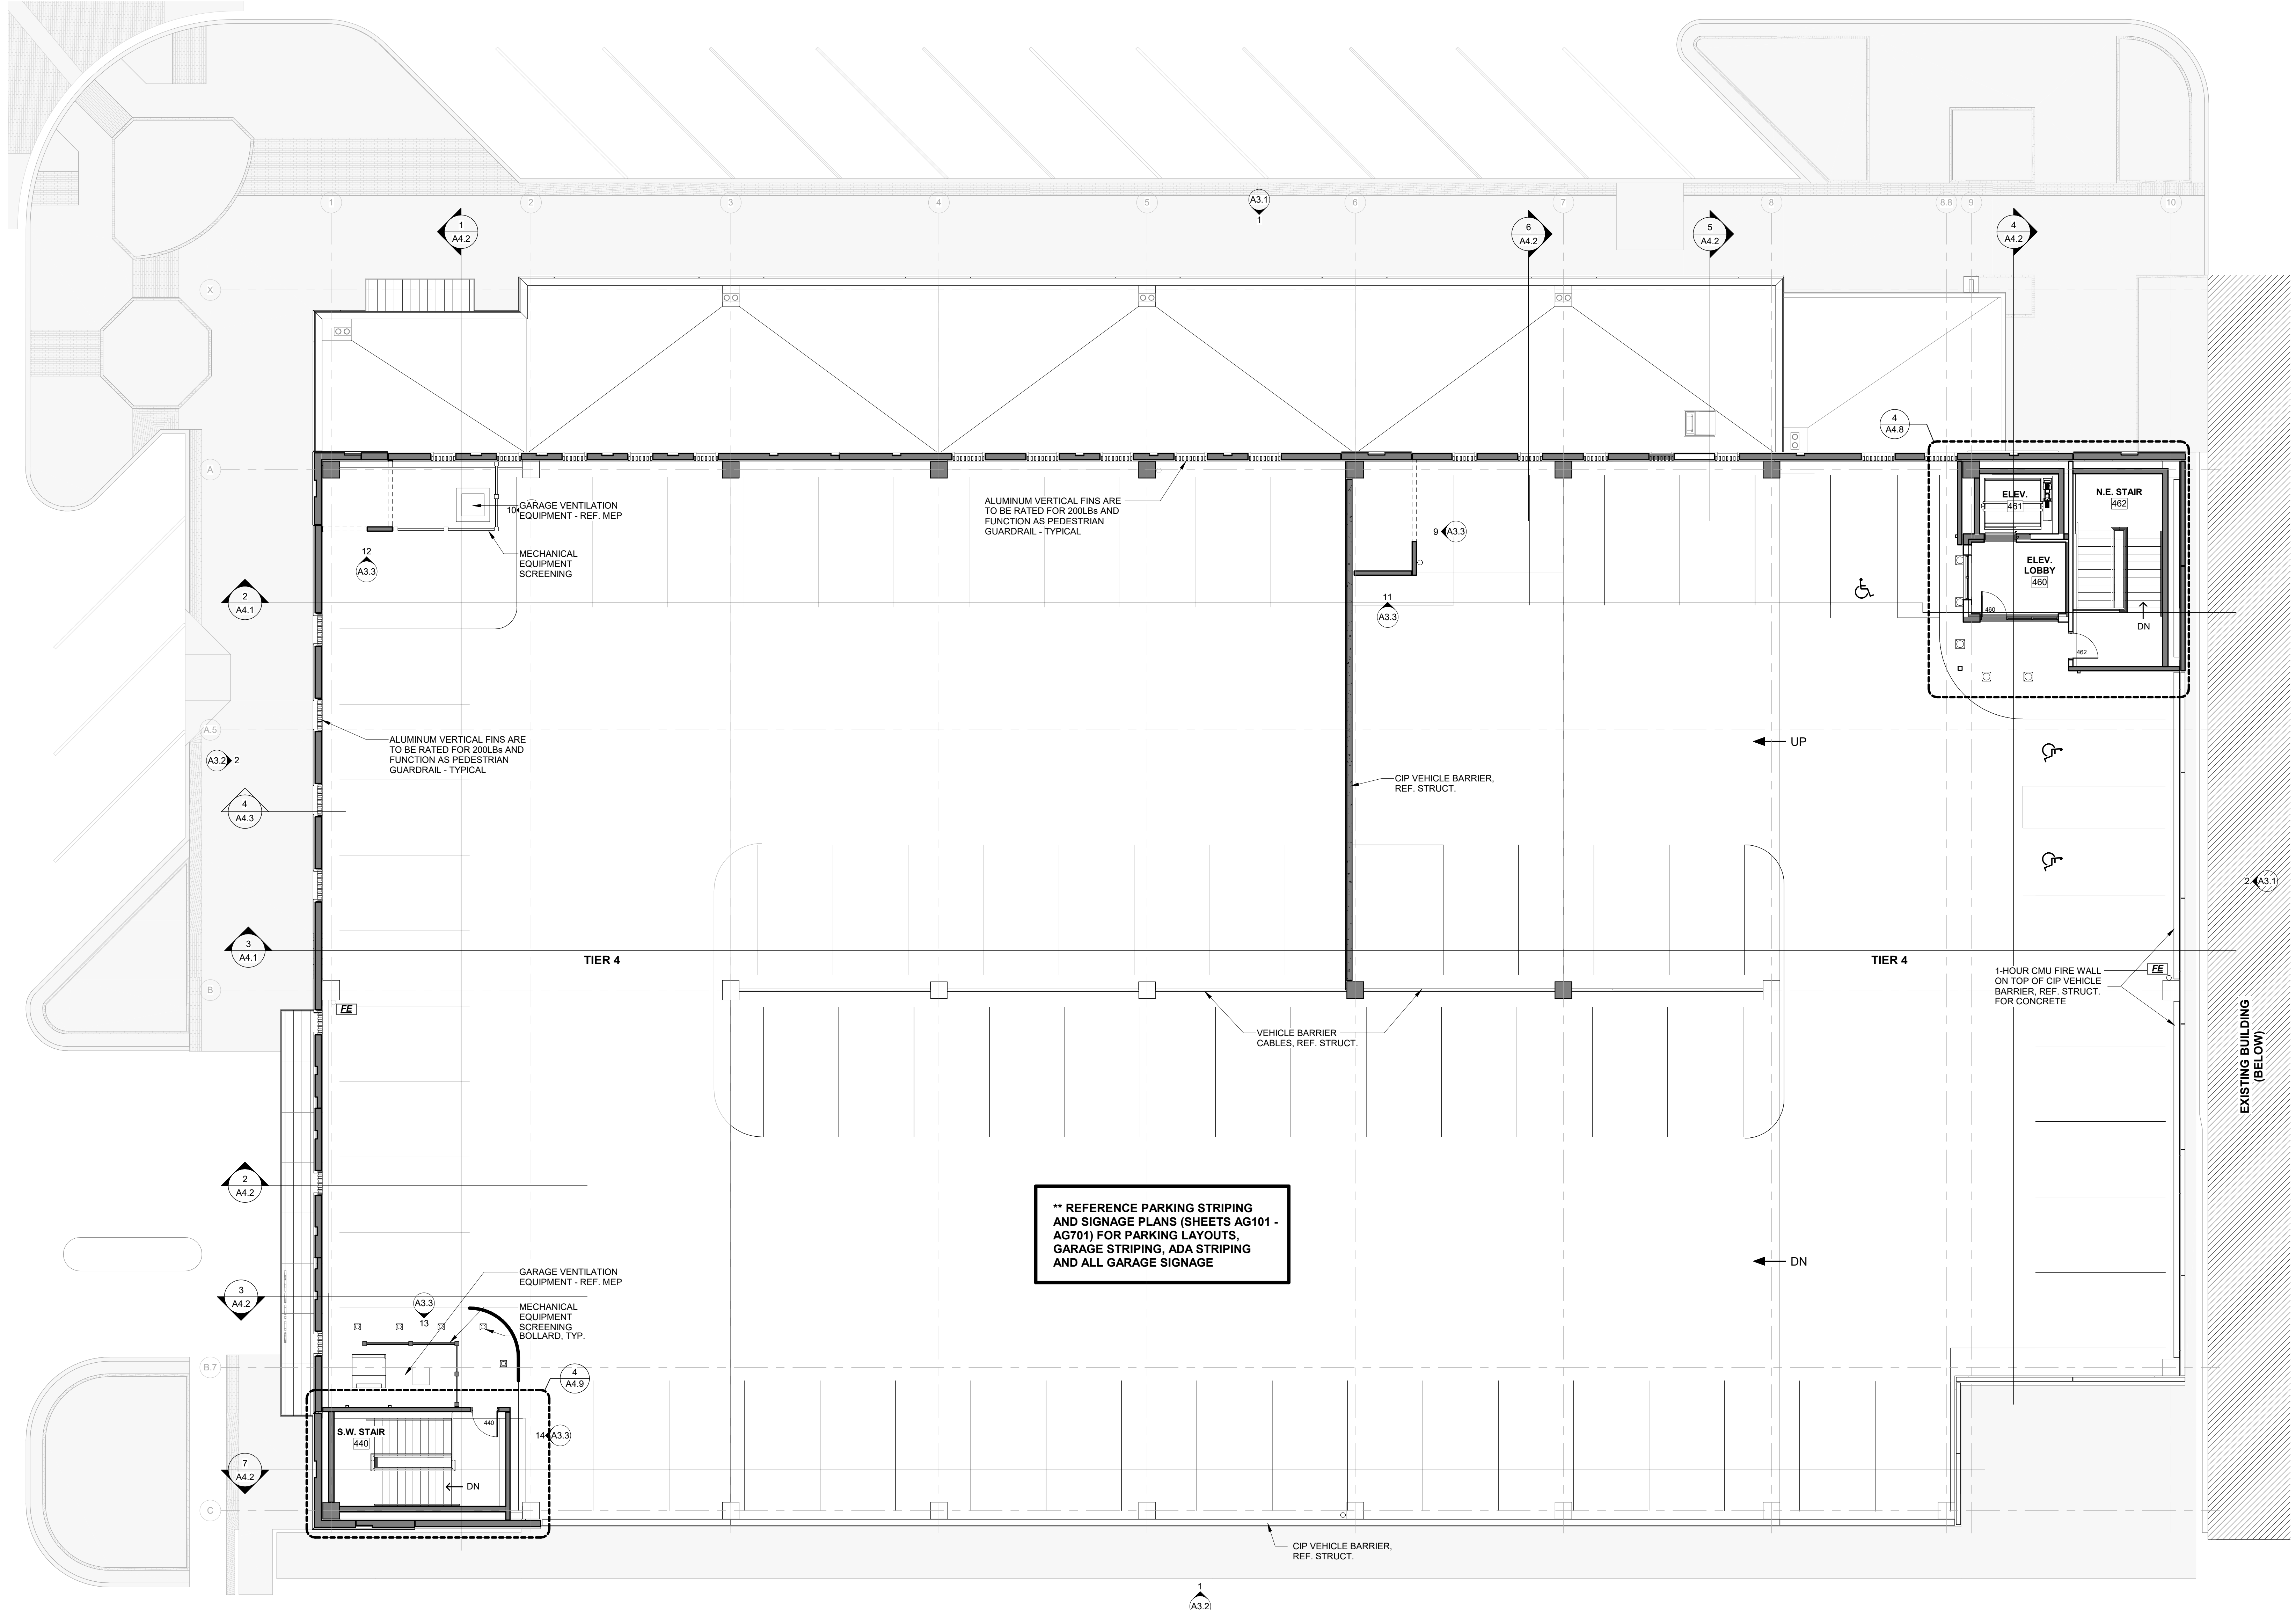 A3.1
1
1 2 3 4 5 6 7 8 8.8 9 10
1
A4.2
6
A4.2
5
A4.2
4
A4.2
X
4
A4.8
A
GARAGE VENTILATION
EQUIPMENT - REF. MEP
10
MECHANICAL
EQUIPMENT
SCREENING
12
A3.3
ALUMINUM VERTICAL FINS ARE
TO BE RATED FOR 200LBs AND
FUNCTION AS PEDESTRIAN
GUARDRAIL - TYPICAL
9 A3.3
11
A3.3
ELEV.
461
N.E. STAIR
462
ELEV.
LOBBY
460
460
DN
462
2
A4.1
A.5
A3.2 2
ALUMINUM VERTICAL FINS ARE
TO BE RATED FOR 200LBs AND
FUNCTION AS PEDESTRIAN
GUARDRAIL - TYPICAL
UP
CIP VEHICLE BARRIER,
REF. STRUCT.
4
A4.3
2 A3.1
3
A4.1
TIER 4
TIER 4
B
FE
1-HOUR CMU FIRE WALL
ON TOP OF CIP VEHICLE
BARRIER, REF. STRUCT.
FOR CONCRETE
FE
VEHICLE BARRIER
CABLES, REF. STRUCT.
EXISTING BUILDING
(BELOW)
2
A4.2
** REFERENCE PARKING STRIPING
AND SIGNAGE PLANS (SHEETS AG101 -
AG701) FOR PARKING LAYOUTS,
GARAGE STRIPING, ADA STRIPING
AND ALL GARAGE SIGNAGE
DN
3
A4.2
GARAGE VENTILATION
EQUIPMENT - REF. MEP
A3.3
13
MECHANICAL
EQUIPMENT
SCREENING
BOLLARD, TYP.
B.7
4
A4.9
S.W. STAIR
440
440
14 A3.3
7
A4.2
DN
C
CIP VEHICLE BARRIER,
REF. STRUCT.
1
A3.2